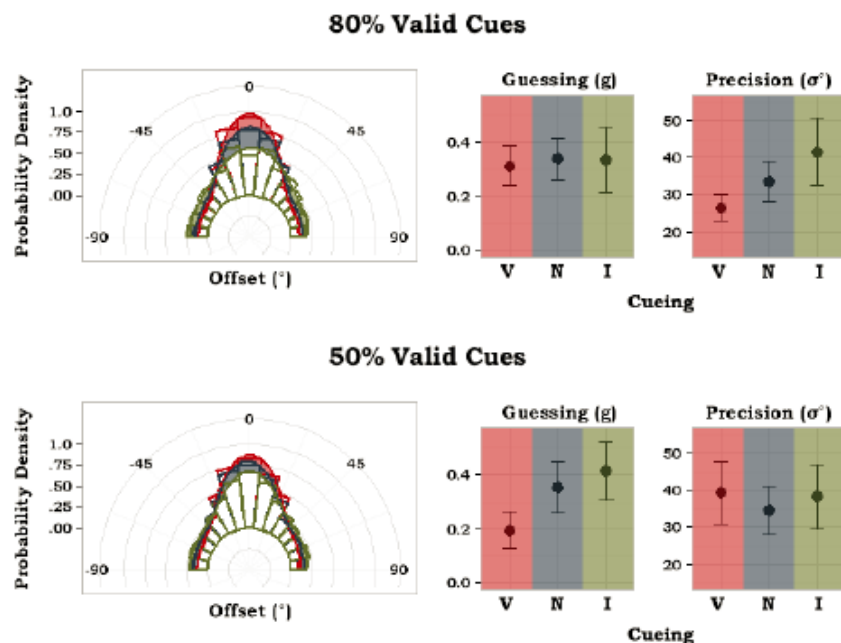 80% Valid Cues
Probability Density
1.0
.75
.50
.25
.00
-90
-45
0
45
90
Offset (°)
Guessing (g)
0.4
0.2
0.0
V N I
Precision (σ°)
50
40
30
20
V N I
Cueing
50% Valid Cues
Probability Density
1.0
.75
.50
.25
.00
-90
-45
0
45
90
Offset (°)
Guessing (g)
0.4
0.2
0.0
V N I
Precision (σ°)
50
40
30
20
V N I
Cueing